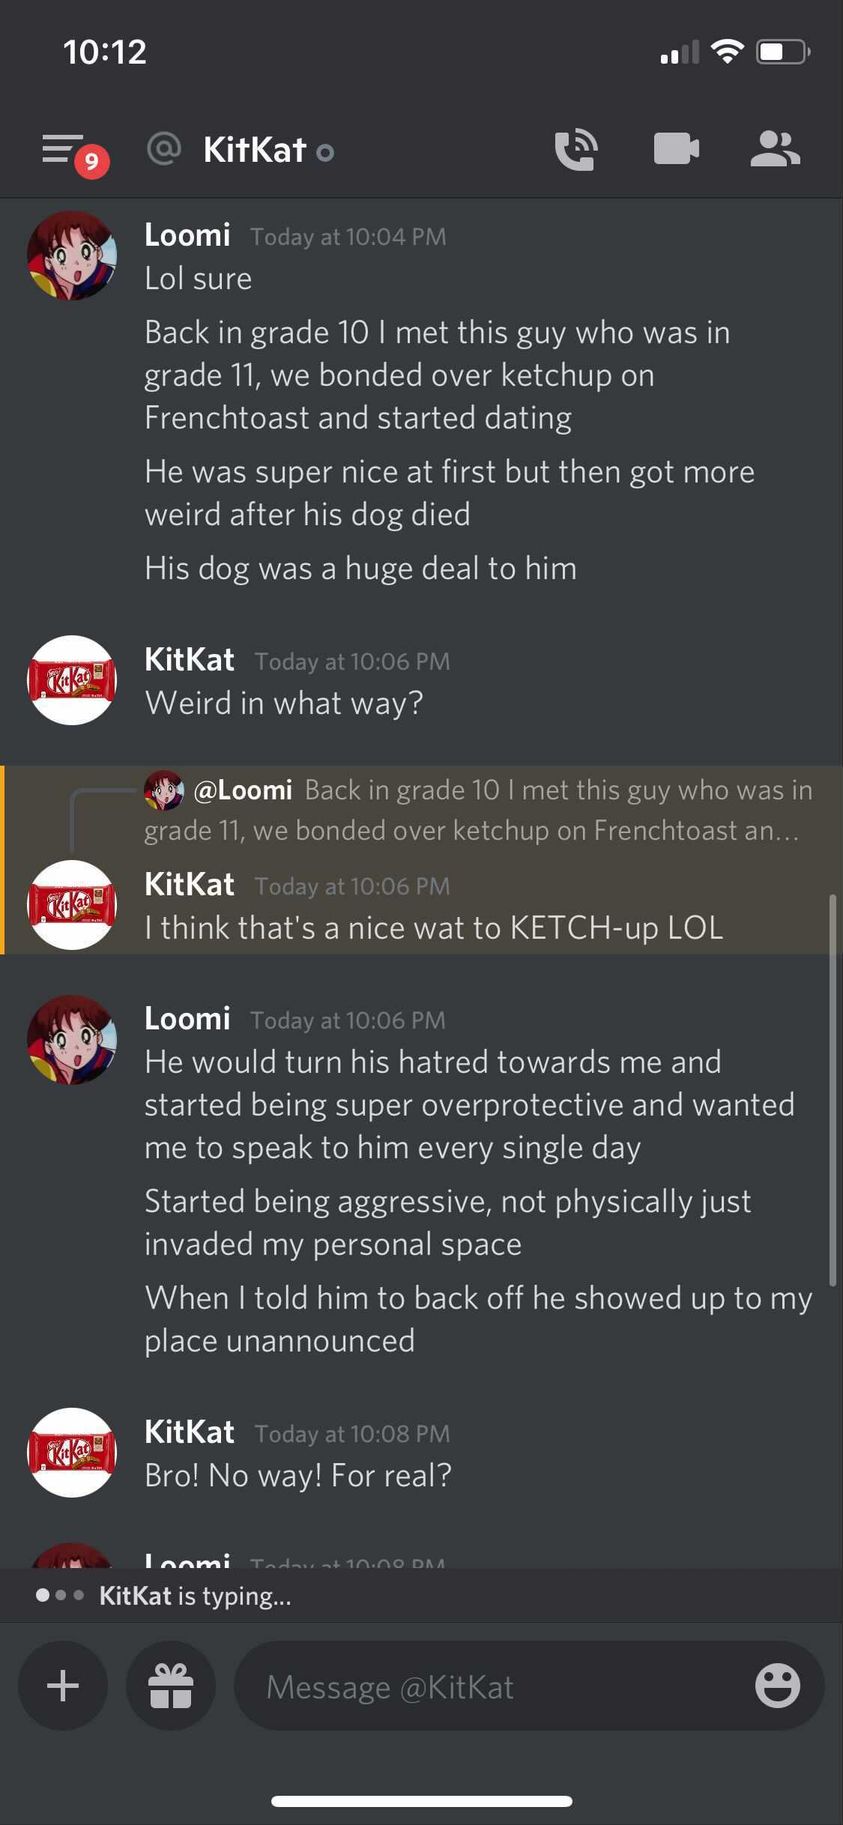 10:12
9
@ KitKat
Loomi Today at 10:04 PM
Lol sure
Back in grade 10 I met this guy who was in
grade 11, we bonded over ketchup on
Frenchtoast and started dating
He was super nice at first but then got more
weird after his dog died
His dog was a huge deal to him
KitKat Today at 10:06 PM
KitKat
Weird in what way?
@Loomi Back in grade 10 I met this guy who was in
grade 11, we bonded over ketchup on Frenchtoast an...
KitKat Today at 10:06 PM
KitKat
I think that's a nice wat to KETCH-up LOL
Loomi Today at 10:06 PM
He would turn his hatred towards me and
started being super overprotective and wanted
me to speak to him every single day
Started being aggressive, not physically just
invaded my personal space
When I told him to back off he showed up to my
place unannounced
KitKat Today at 10:08 PM
KitKat
Bro! No way! For real?
Loomi Today at 10:08 PM
KitKat is typing...
Message @KitKat